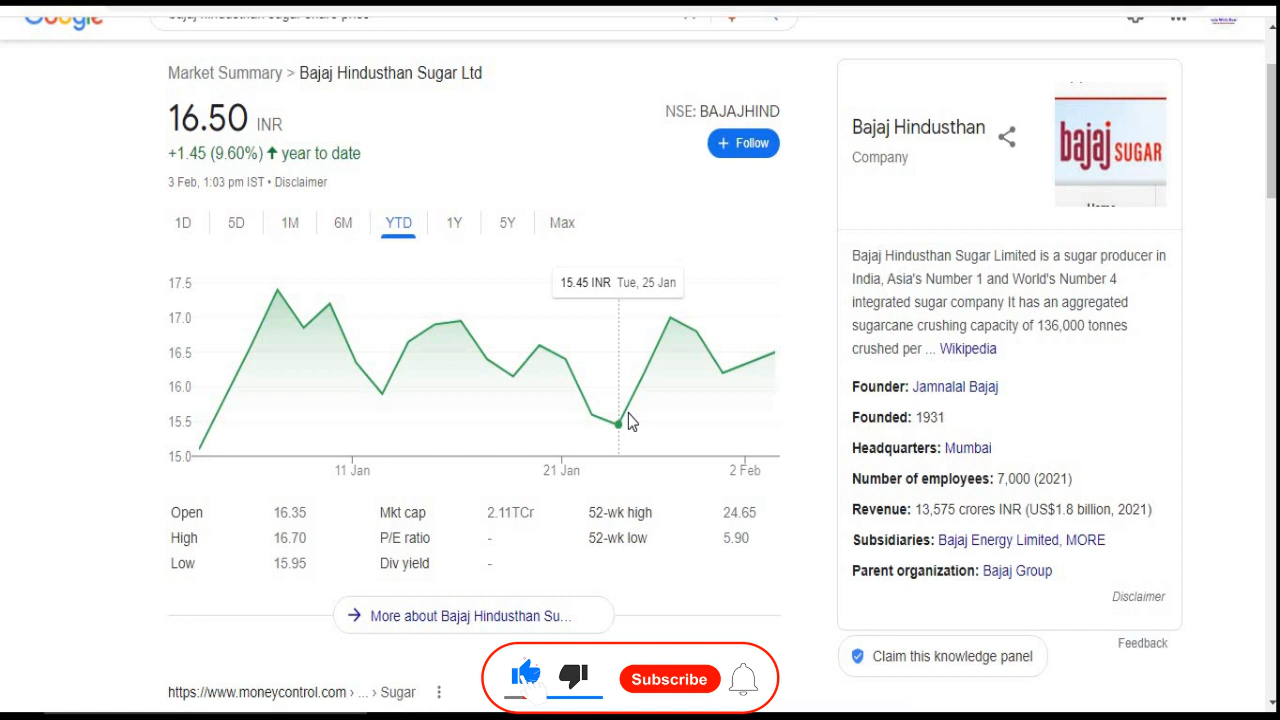 Google
Market Summary > Bajaj Hindusthan Sugar Ltd
16.50 INR
+1.45 (9.60%) ↑ year to date
3 Feb, 1:03 pm IST • Disclaimer
NSE: BAJAJHIND
+ Follow
1D 5D 1M 6M YTD 1Y 5Y Max
15.45 INR Tue, 25 Jan
17.5
17.0
16.5
16.0
15.5
15.0
11 Jan 21 Jan 2 Feb
Open 16.35 Mkt cap 2.11TCr 52-wk high 24.65
High 16.70 P/E ratio - 52-wk low 5.90
Low 15.95 Div yield -
→ More about Bajaj Hindusthan Su...
https://www.moneycontrol.com › ... › Sugar
Bajaj Hindusthan
Company
bajaj SUGAR
Bajaj Hindusthan Sugar Limited is a sugar producer in
India, Asia's Number 1 and World's Number 4
integrated sugar company It has an aggregated
sugarcane crushing capacity of 136,000 tonnes
crushed per ... Wikipedia
Founder: Jamnalal Bajaj
Founded: 1931
Headquarters: Mumbai
Number of employees: 7,000 (2021)
Revenue: 13,575 crores INR (US$1.8 billion, 2021)
Subsidiaries: Bajaj Energy Limited, MORE
Parent organization: Bajaj Group
Disclaimer
Feedback
Claim this knowledge panel
Subscribe